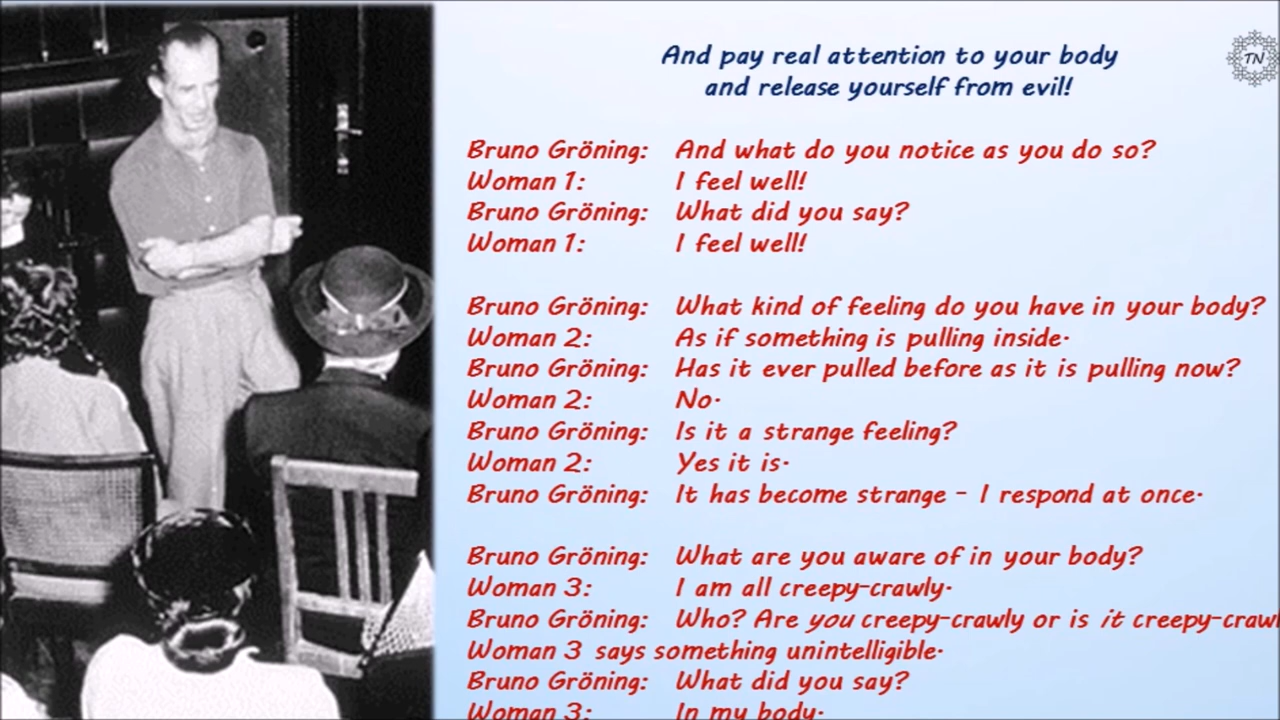 And pay real attention to your body
and release yourself from evil!
TN
Bruno Gröning: And what do you notice as you do so?
Woman 1: I feel well!
Bruno Gröning: What did you say?
Woman 1: I feel well!
Bruno Gröning: What kind of feeling do you have in your body?
Woman 2: As if something is pulling inside.
Bruno Gröning: Has it ever pulled before as it is pulling now?
Woman 2: No.
Bruno Gröning: Is it a strange feeling?
Woman 2: Yes it is.
Bruno Gröning: It has become strange - I respond at once.
Bruno Gröning: What are you aware of in your body?
Woman 3: I am all creepy-crawly.
Bruno Gröning: Who? Are you creepy-crawly or is it creepy-crawl
Woman 3 says something unintelligible.
Bruno Gröning: What did you say?
Woman 3: In my body.